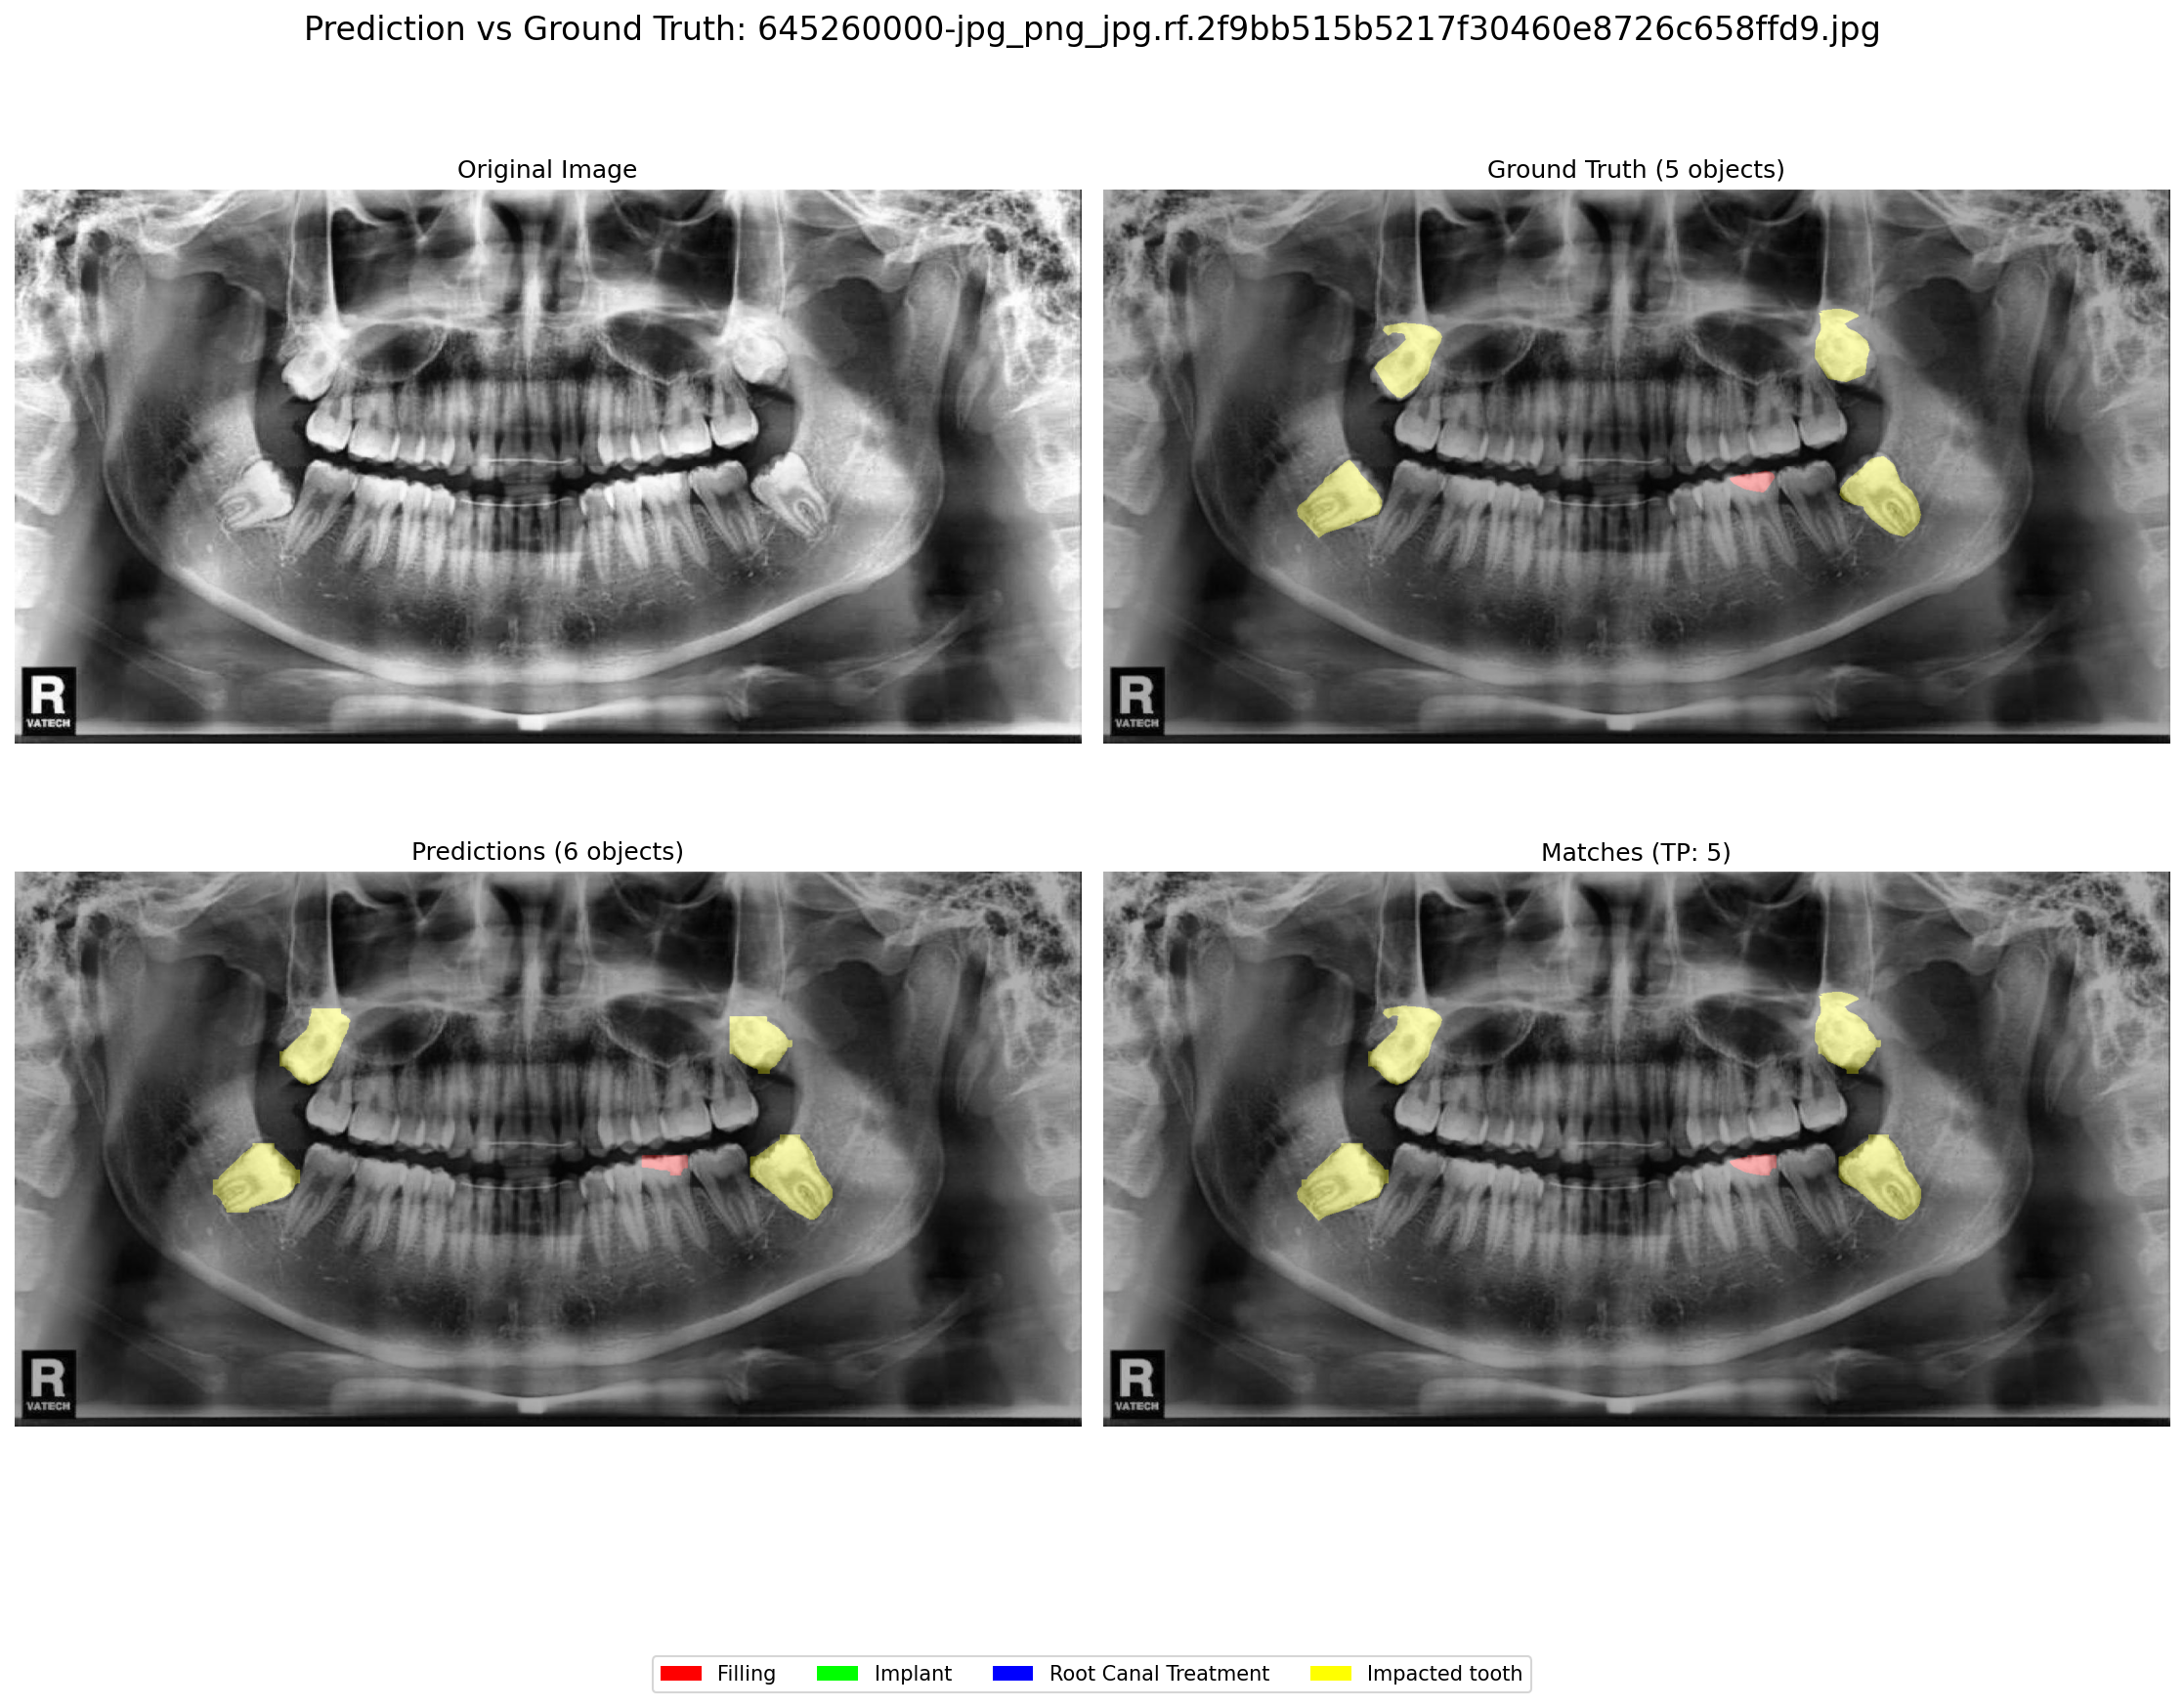 Prediction vs Ground Truth: 645260000-jpg_png_jpg.rf.2f9bb515b5217f30460e8726c658ffd9.jpg
Original Image
Ground Truth (5 objects)
R
VATECH
R
VATECH
Predictions (6 objects)
Matches (TP: 5)
R
VATECH
R
VATECH
Filling
Implant
Root Canal Treatment
Impacted tooth